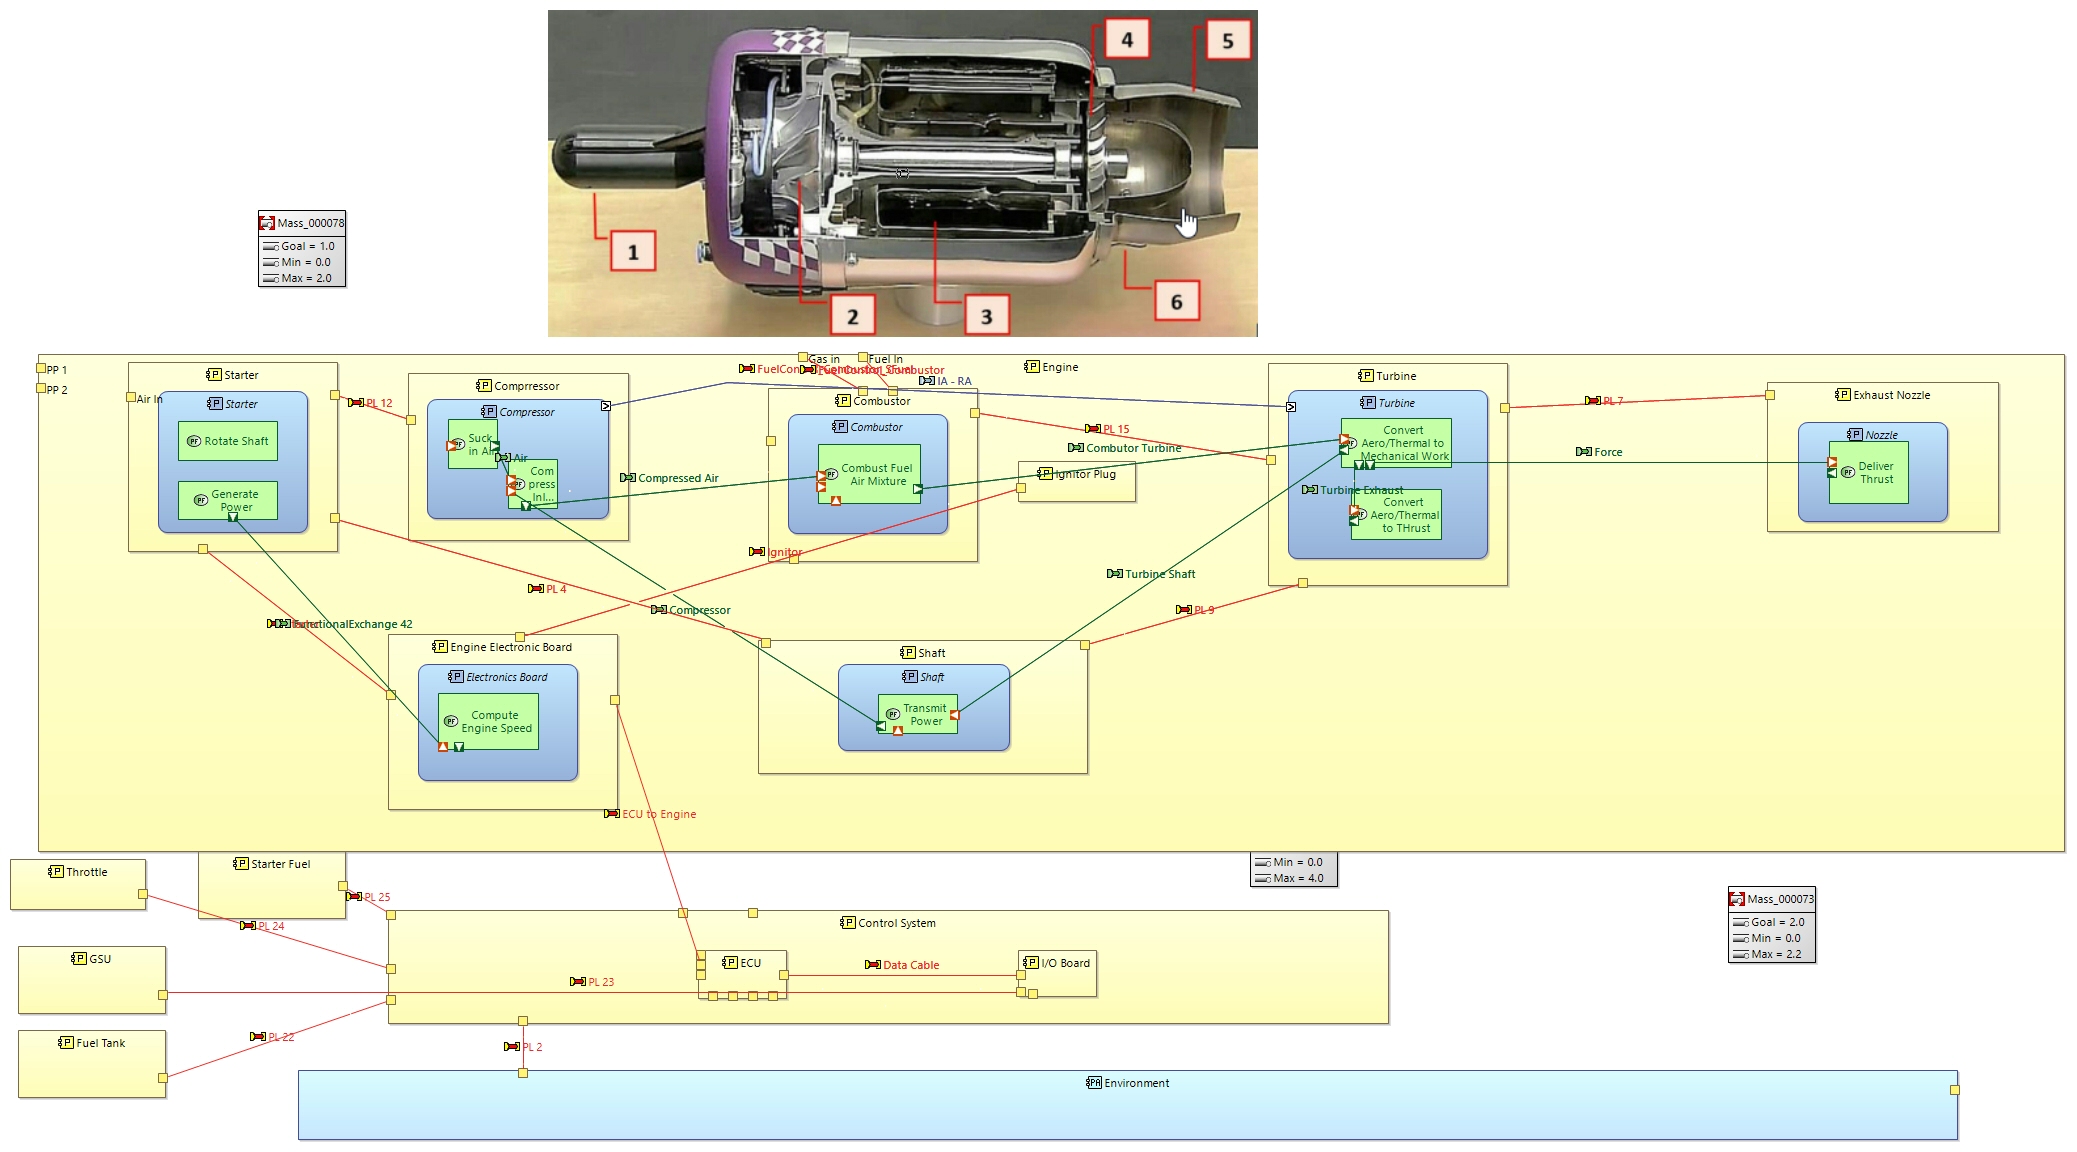 4
5
1
2
3
6
Mass_000078
Goal = 1.0
Min = 0.0
Max = 2.0
PP 1
PP 2
Engine
Gas in
Fuel In
IA - RA
Starter
Air In
Starter
Rotate Shaft
Generate
Power
PL 12
Comprressor
Compressor
Suck
in Air
Air
Com
press
Inl...
Compressed Air
Combustor
Combustor
Combust Fuel
Air Mixture
PL 15
Combutor Turbine
Ignitor Plug
Turbine
Turbine
Convert
Aero/Thermal to
Mechanical Work
Turbine Exhaust
Convert
Aero/Thermal
to THrust
PL 7
Force
Exhaust Nozzle
Nozzle
Deliver
Thrust
Ignitor
PL 4
Compressor
Turbine Shaft
PL 9
FunctionalExchange 42
Engine Electronic Board
Electronics Board
Compute
Engine Speed
Shaft
Shaft
Transmit
Power
ECU to Engine
Throttle
Starter Fuel
PL 25
PL 24
Min = 0.0
Max = 4.0
Mass_000073
Goal = 2.0
Min = 0.0
Max = 2.2
Control System
ECU
Data Cable
I/O Board
GSU
PL 23
Fuel Tank
PL 22
PL 2
Environment